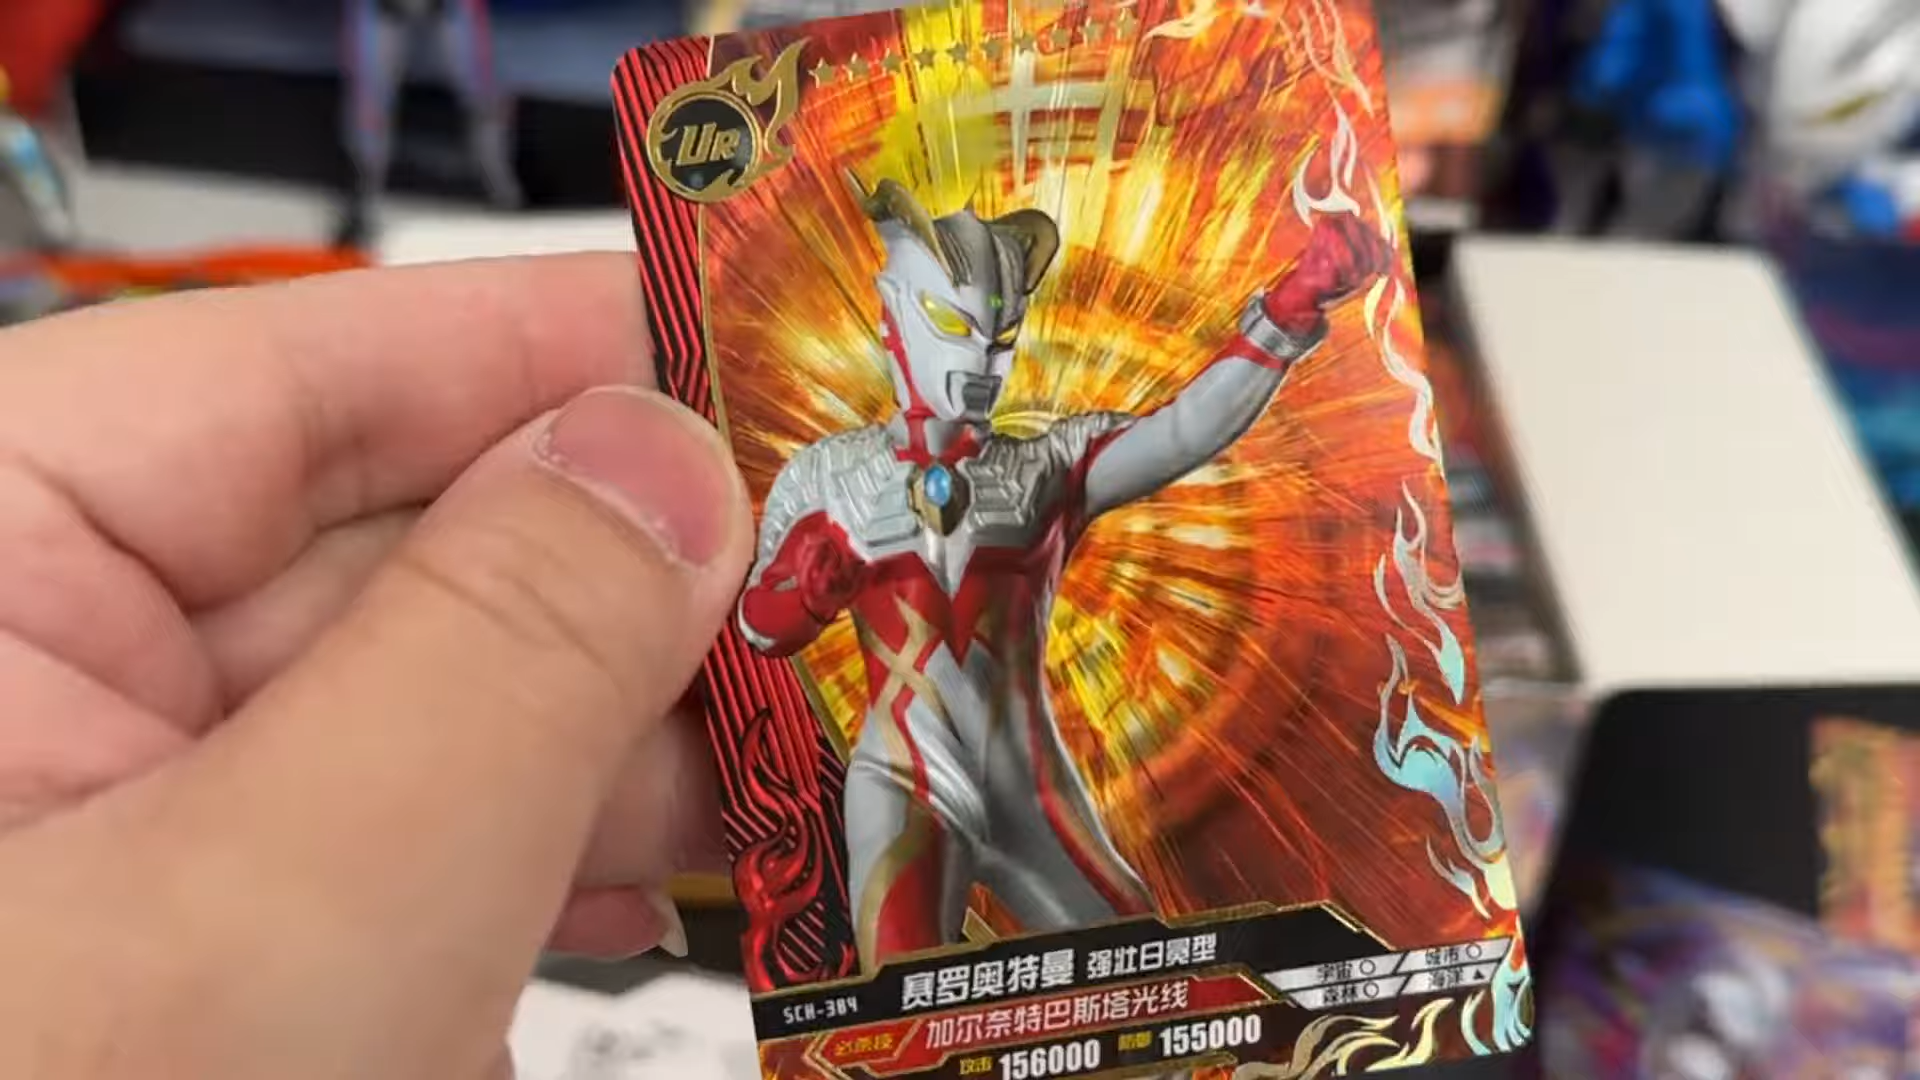 UR
SCH-384
赛罗奥特曼 强壮日冕型
宇宙○ 城市○
森林○ 海洋▲
必杀技 加尔奈特巴斯塔光线
攻击 156000 防御 155000